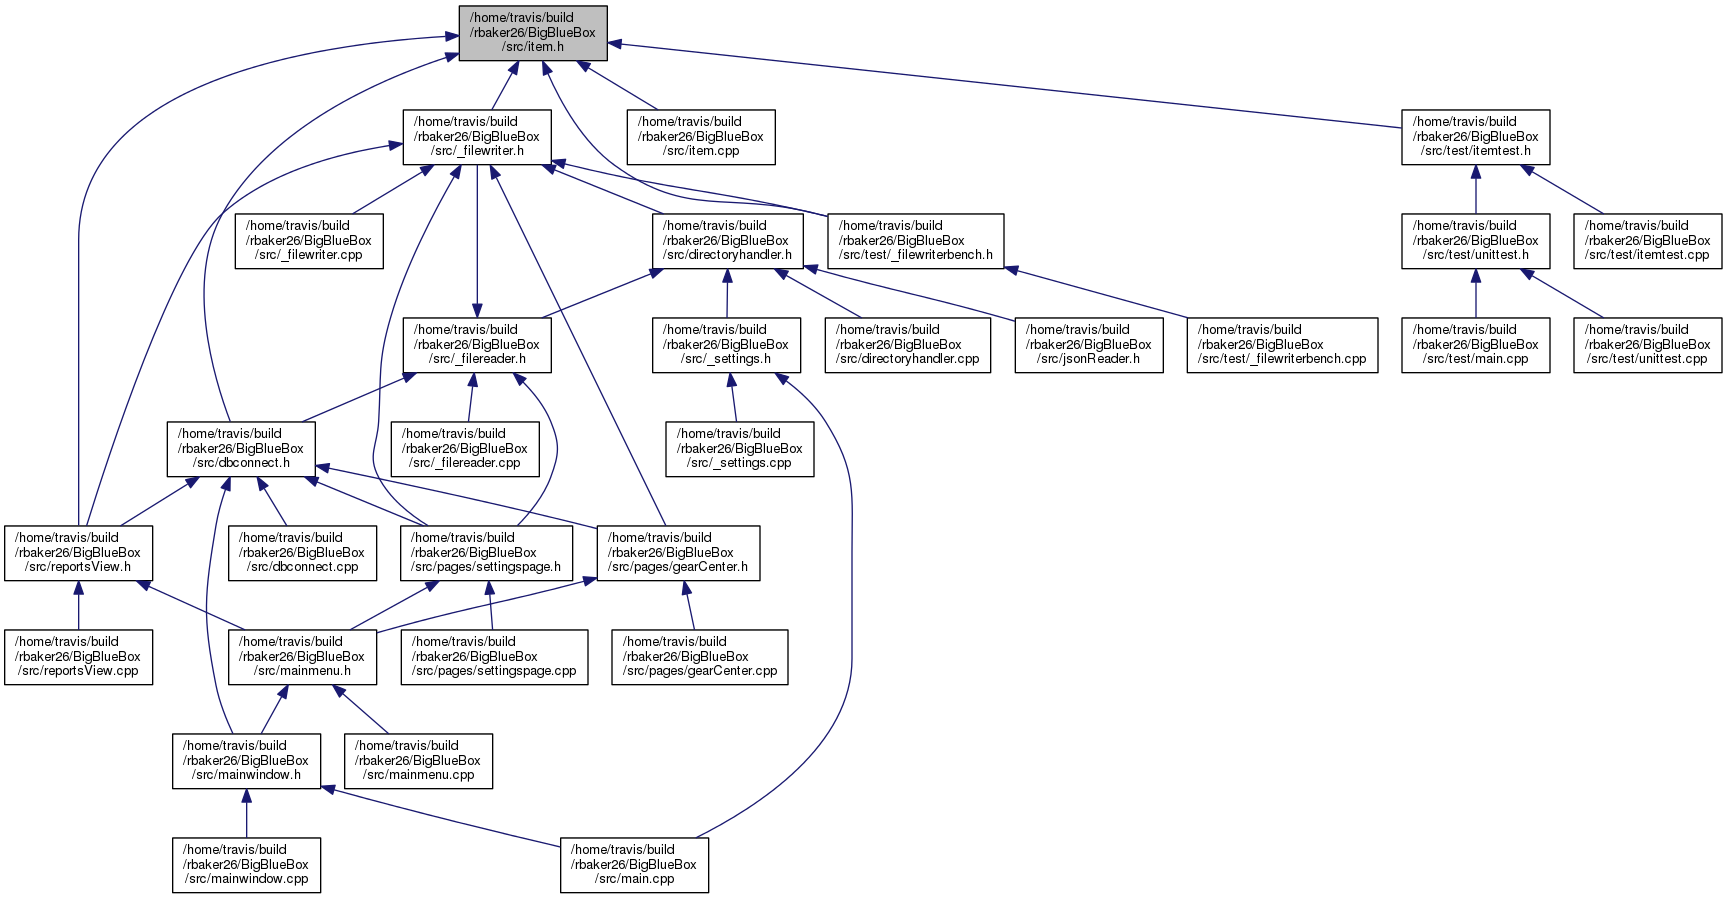 /home/travis/build
/rbaker26/BigBlueBox
/src/item.h
/home/travis/build
/rbaker26/BigBlueBox
/src/_filewriter.h
/home/travis/build
/rbaker26/BigBlueBox
/src/item.cpp
/home/travis/build
/rbaker26/BigBlueBox
/src/test/itemtest.h
/home/travis/build
/rbaker26/BigBlueBox
/src/_filewriter.cpp
/home/travis/build
/rbaker26/BigBlueBox
/src/directoryhandler.h
/home/travis/build
/rbaker26/BigBlueBox
/src/test/_filewriterbench.h
/home/travis/build
/rbaker26/BigBlueBox
/src/test/unittest.h
/home/travis/build
/rbaker26/BigBlueBox
/src/test/itemtest.cpp
/home/travis/build
/rbaker26/BigBlueBox
/src/_filereader.h
/home/travis/build
/rbaker26/BigBlueBox
/src/_settings.h
/home/travis/build
/rbaker26/BigBlueBox
/src/directoryhandler.cpp
/home/travis/build
/rbaker26/BigBlueBox
/src/jsonReader.h
/home/travis/build
/rbaker26/BigBlueBox
/src/test/_filewriterbench.cpp
/home/travis/build
/rbaker26/BigBlueBox
/src/test/main.cpp
/home/travis/build
/rbaker26/BigBlueBox
/src/test/unittest.cpp
/home/travis/build
/rbaker26/BigBlueBox
/src/dbconnect.h
/home/travis/build
/rbaker26/BigBlueBox
/src/_filereader.cpp
/home/travis/build
/rbaker26/BigBlueBox
/src/_settings.cpp
/home/travis/build
/rbaker26/BigBlueBox
/src/reportsView.h
/home/travis/build
/rbaker26/BigBlueBox
/src/dbconnect.cpp
/home/travis/build
/rbaker26/BigBlueBox
/src/pages/settingspage.h
/home/travis/build
/rbaker26/BigBlueBox
/src/pages/gearCenter.h
/home/travis/build
/rbaker26/BigBlueBox
/src/reportsView.cpp
/home/travis/build
/rbaker26/BigBlueBox
/src/mainmenu.h
/home/travis/build
/rbaker26/BigBlueBox
/src/pages/settingspage.cpp
/home/travis/build
/rbaker26/BigBlueBox
/src/pages/gearCenter.cpp
/home/travis/build
/rbaker26/BigBlueBox
/src/mainwindow.h
/home/travis/build
/rbaker26/BigBlueBox
/src/mainmenu.cpp
/home/travis/build
/rbaker26/BigBlueBox
/src/mainwindow.cpp
/home/travis/build
/rbaker26/BigBlueBox
/src/main.cpp